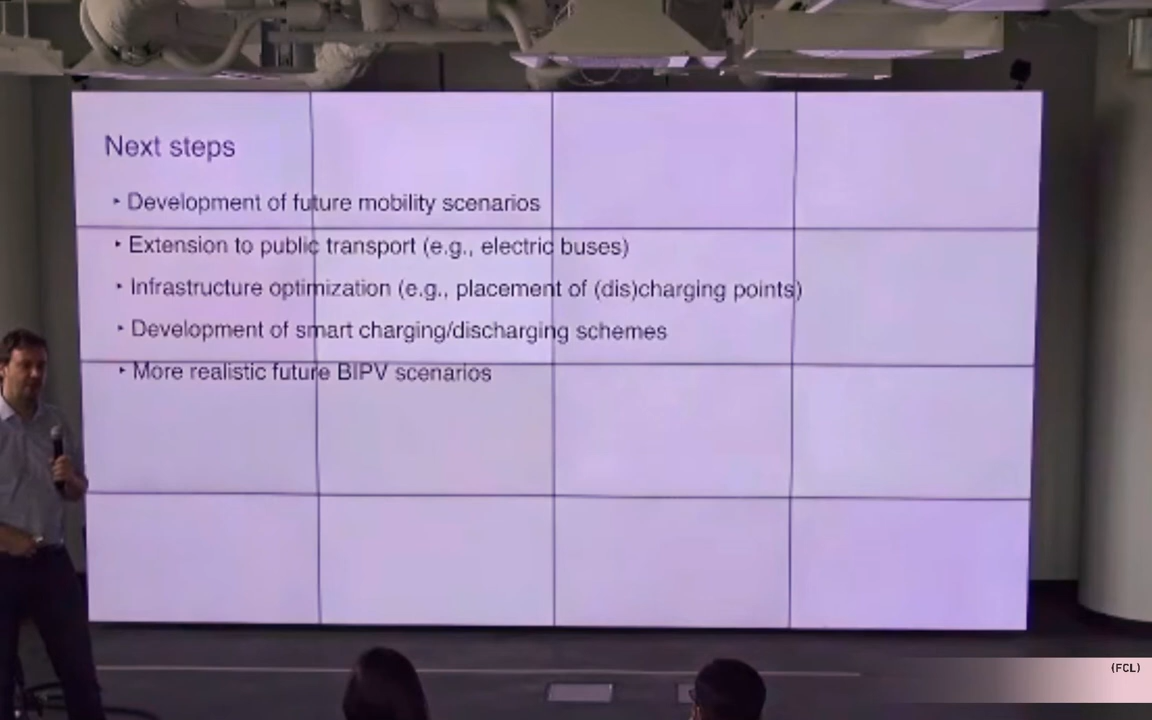 Next steps
‣ Development of future mobility scenarios
‣ Extension to public transport (e.g., electric buses)
‣ Infrastructure optimization (e.g., placement of (dis)charging points)
‣ Development of smart charging/discharging schemes
‣ More realistic future BIPV scenarios
(FCL)